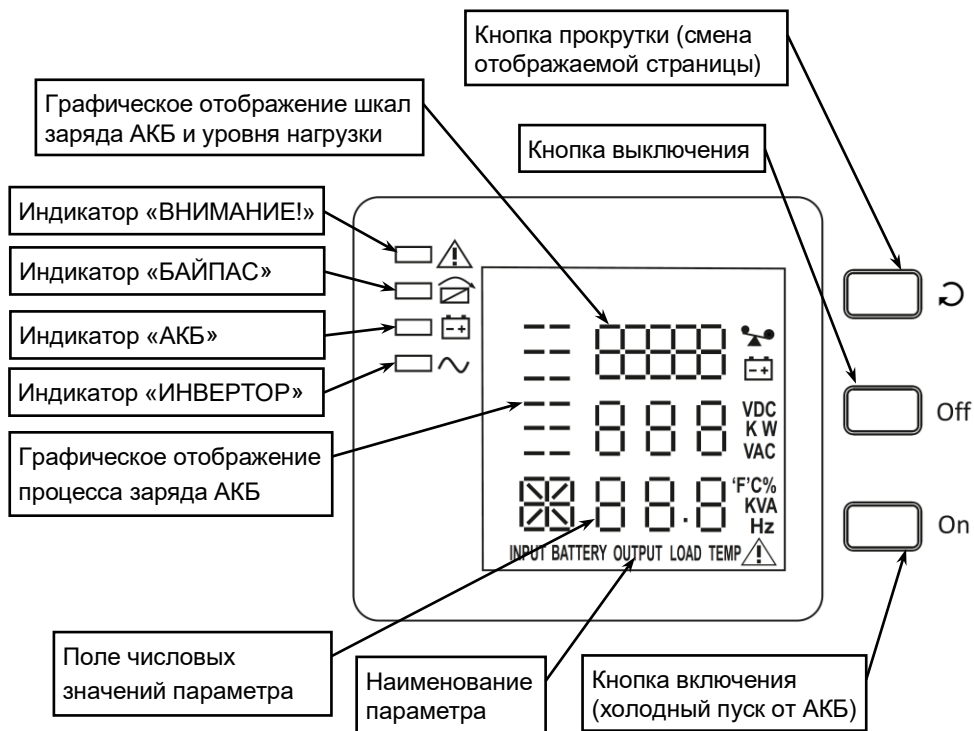 Кнопка прокрутки (смена
отображаемой страницы)
Графическое отображение шкал
заряда АКБ и уровня нагрузки
Кнопка выключения
Индикатор «ВНИМАНИЕ!»
Индикатор «БАЙПАС»
Индикатор «АКБ»
Индикатор «ИНВЕРТОР»
Графическое отображение
процесса заряда АКБ
VDC
K W
VAC
Off
'F'C%
KVA
Hz
On
INPUT BATTERY OUTPUT LOAD TEMP
Поле числовых
значений параметра
Наименование
параметра
Кнопка включения
(холодный пуск от АКБ)